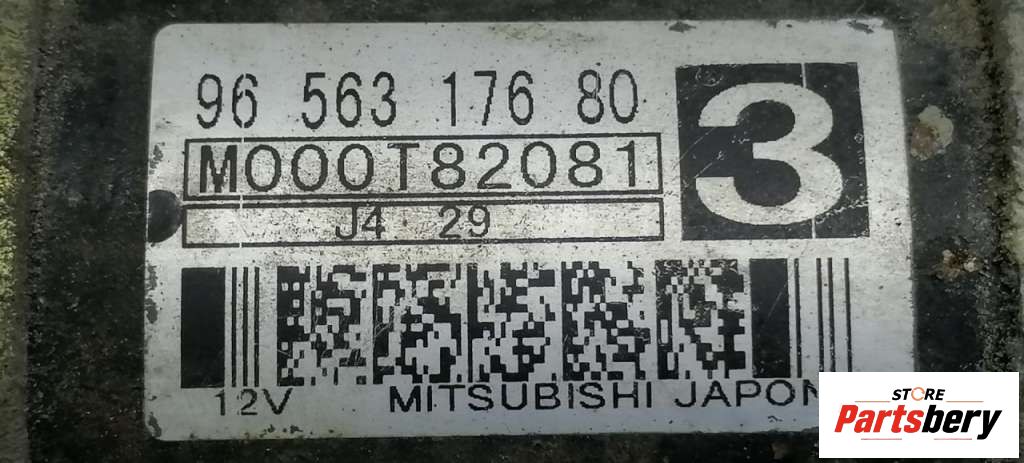 96 563 176 80
3
M000T82081
J4 29
12V MITSUBISHI JAPON
STORE
Partsbery